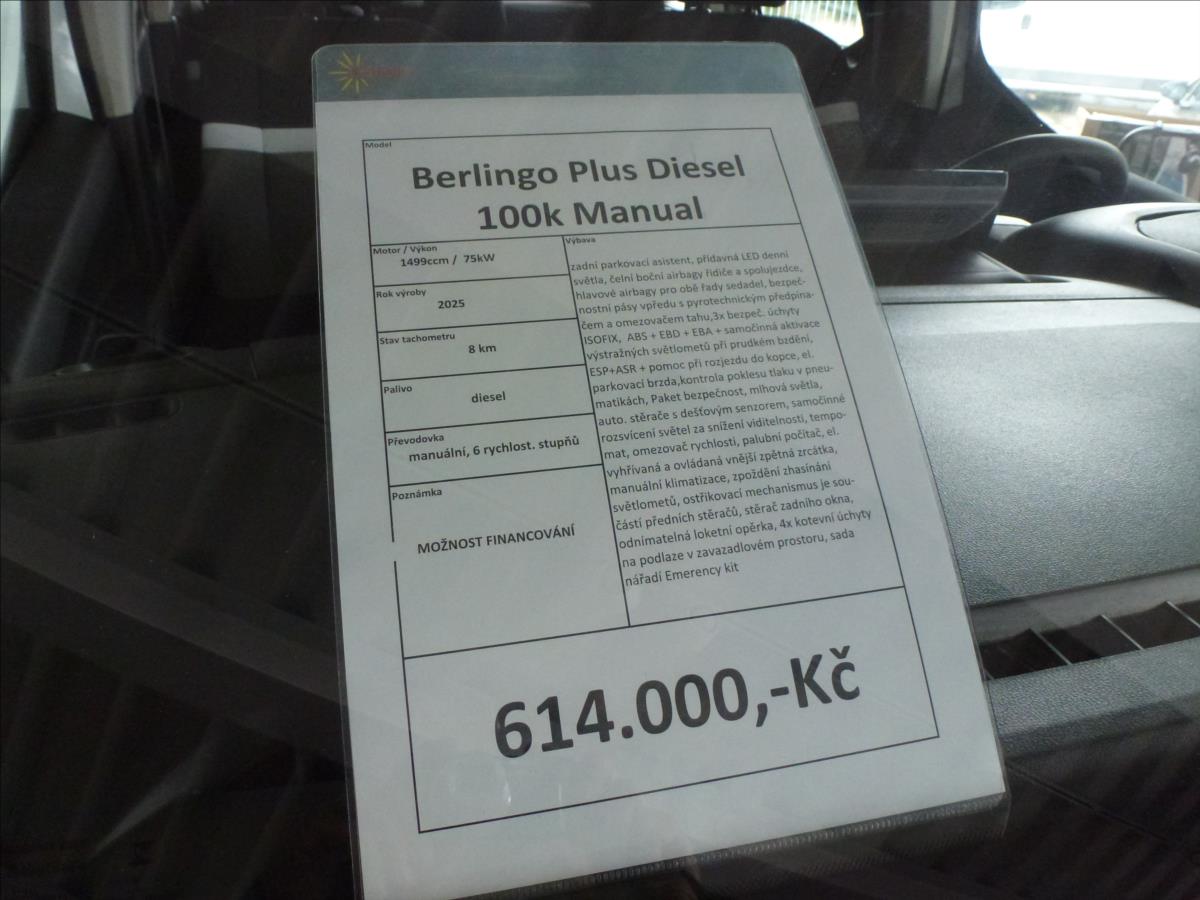 Model
Berlingo Plus Diesel
100k Manual
Motor / Výkon
1499ccm / 75kW
Rok výroby
2025
Stav tachometru
8 km
Palivo
diesel
Převodovka
manuální, 6 rychlost. stupňů
Poznámka
MOŽNOST FINANCOVÁNÍ
Výbava
zadní parkovací asistent, přídavná LED denní
světla, čelní boční airbagy řidiče a spolujezdce,
hlavové airbagy pro obě řady sedadel, bezpeč-
nostní pásy vpředu s pyrotechnickým předpína-
čem a omezovačem tahu,3x bezpeč. úchyty
ISOFIX, ABS + EBD + EBA + samočinná aktivace
výstražných světlometů při prudkém bzdění,
ESP+ASR + pomoc při rozjezdu do kopce, el.
parkovací brzda,kontrola poklesu tlaku v pneu-
matikách, Paket bezpečnost, mlhová světla,
auto. stěrače s dešťovým senzorem, samočinné
rozsvícení světel za snížení viditelnosti, tempo-
mat, omezovač rychlosti, palubní počítač, el.
vyhřívaná a ovládaná vnější zpětná zrcátka,
manuální klimatizace, zpoždění zhasínání
světlometů, ostřikovací mechanismus je sou-
částí předních stěračů, stěrač zadního okna,
odnímatelná loketní opěrka, 4x kotevní úchyty
na podlaze v zavazadlovém prostoru, sada
nářadí Emerency kit
614.000,-Kč